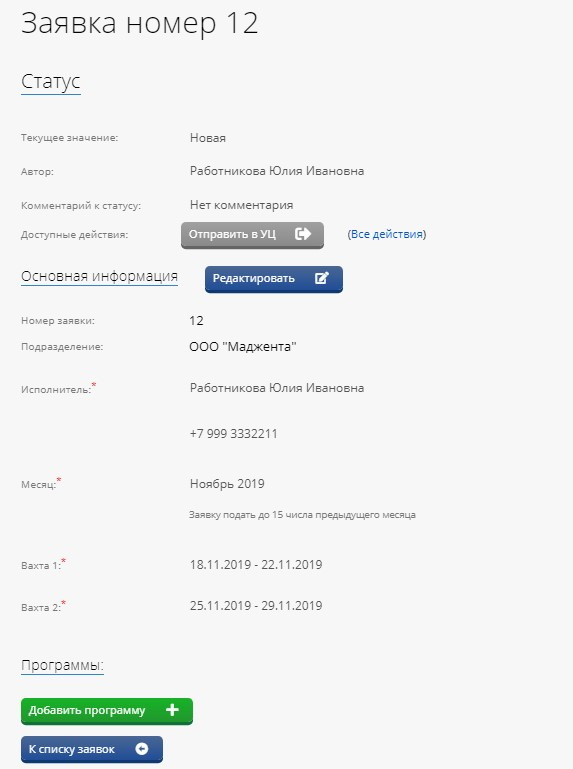 Заявка номер 12
Статус
Текущее значение: Новая
Автор: Работникова Юлия Ивановна
Комментарий к статусу: Нет комментария
Доступные действия: Отправить в УЦ (Все действия)
Основная информация Редактировать
Номер заявки: 12
Подразделение: ООО "Маджента"
Исполнитель:* Работникова Юлия Ивановна
+7 999 3332211
Месяц:* Ноябрь 2019
Заявку подать до 15 числа предыдущего месяца
Вахта 1:* 18.11.2019 - 22.11.2019
Вахта 2:* 25.11.2019 - 29.11.2019
Программы:
Добавить программу
К списку заявок